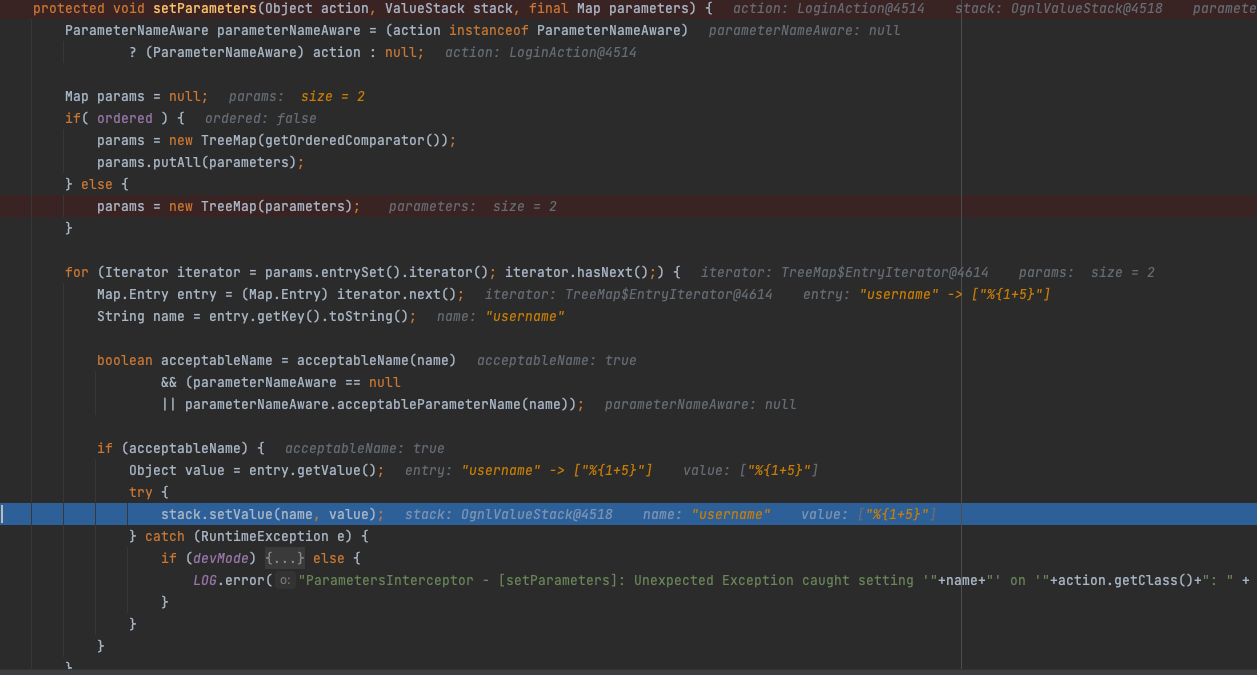 protected void setParameters(Object action, ValueStack stack, final Map parameters) { action: LoginAction@4514 stack: OgnlValueStack@4518 paramete
ParameterNameAware parameterNameAware = (action instanceof ParameterNameAware) parameterNameAware: null
? (ParameterNameAware) action : null; action: LoginAction@4514
Map params = null; params: size = 2
if( ordered ) { ordered: false
params = new TreeMap(getOrderedComparator());
params.putAll(parameters);
} else {
params = new TreeMap(parameters); parameters: size = 2
}
for (Iterator iterator = params.entrySet().iterator(); iterator.hasNext();) { iterator: TreeMap$EntryIterator@4614 params: size = 2
Map.Entry entry = (Map.Entry) iterator.next(); iterator: TreeMap$EntryIterator@4614 entry: "username" -> ["%{1+5}"]
String name = entry.getKey().toString(); name: "username"
boolean acceptableName = acceptableName(name) acceptableName: true
&& (parameterNameAware == null
|| parameterNameAware.acceptableParameterName(name)); parameterNameAware: null
if (acceptableName) { acceptableName: true
Object value = entry.getValue(); entry: "username" -> ["%{1+5}"] value: ["%{1+5}"]
try {
stack.setValue(name, value); stack: OgnlValueStack@4518 name: "username" value: ["%{1+5}"]
} catch (RuntimeException e) {
if (devMode) {...} else {
LOG.error( o: "ParametersInterceptor - [setParameters]: Unexpected Exception caught setting '"+name+"' on '"+action.getClass()+": " +
}
}
}
}